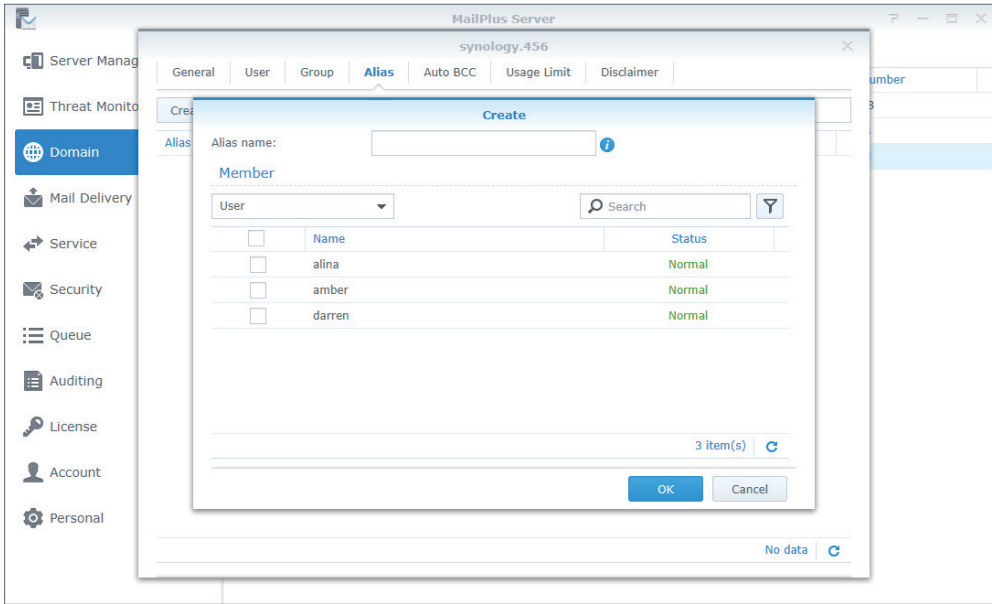 MailPlus Server
synology.456
Server Manag
General User Group Alias Auto BCC Usage Limit Disclaimer
umber
Threat Monito
Crea
Create
Alias
Alias name:
Domain
Member
Mail Delivery
User
Search
Name Status
Service
alina Normal
Security
amber Normal
darren Normal
Queue
Auditing
License
3 item(s)
Account
OK Cancel
Personal
No data